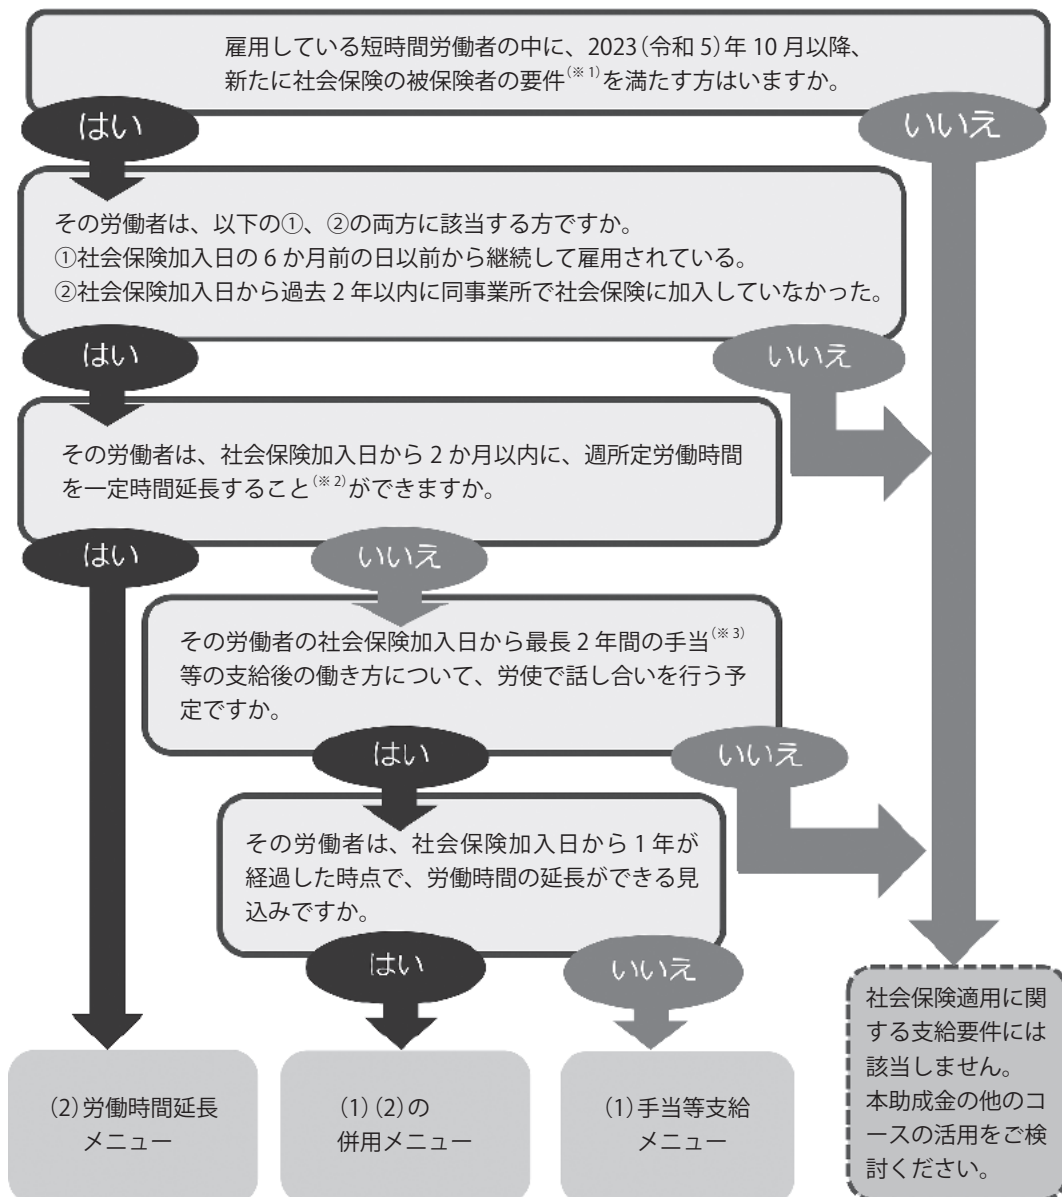 雇用している短時間労働者の中に、2023(令和5)年10月以降、
新たに社会保険の被保険者の要件(※1)を満たす方はいますか。
はい
いいえ
その労働者は、以下の①、②の両方に該当する方ですか。
①社会保険加入日の6か月前の日以前から継続して雇用されている。
②社会保険加入日から過去2年以内に同事業所で社会保険に加入していなかった。
はい
いいえ
その労働者は、社会保険加入日から2か月以内に、週所定労働時間
を一定時間延長すること(※2)ができますか。
はい
いいえ
その労働者の社会保険加入日から最長2年間の手当(※3)
等の支給後の働き方について、労使で話し合いを行う予
定ですか。
はい
いいえ
その労働者は、社会保険加入日から1年が
経過した時点で、労働時間の延長ができる見
込みですか。
はい
いいえ
(2)労働時間延長
メニュー
(1)(2)の
併用メニュー
(1)手当等支給
メニュー
社会保険適用に関
する支給要件には
該当しません。
本助成金の他のコ
ースの活用をご検
討ください。